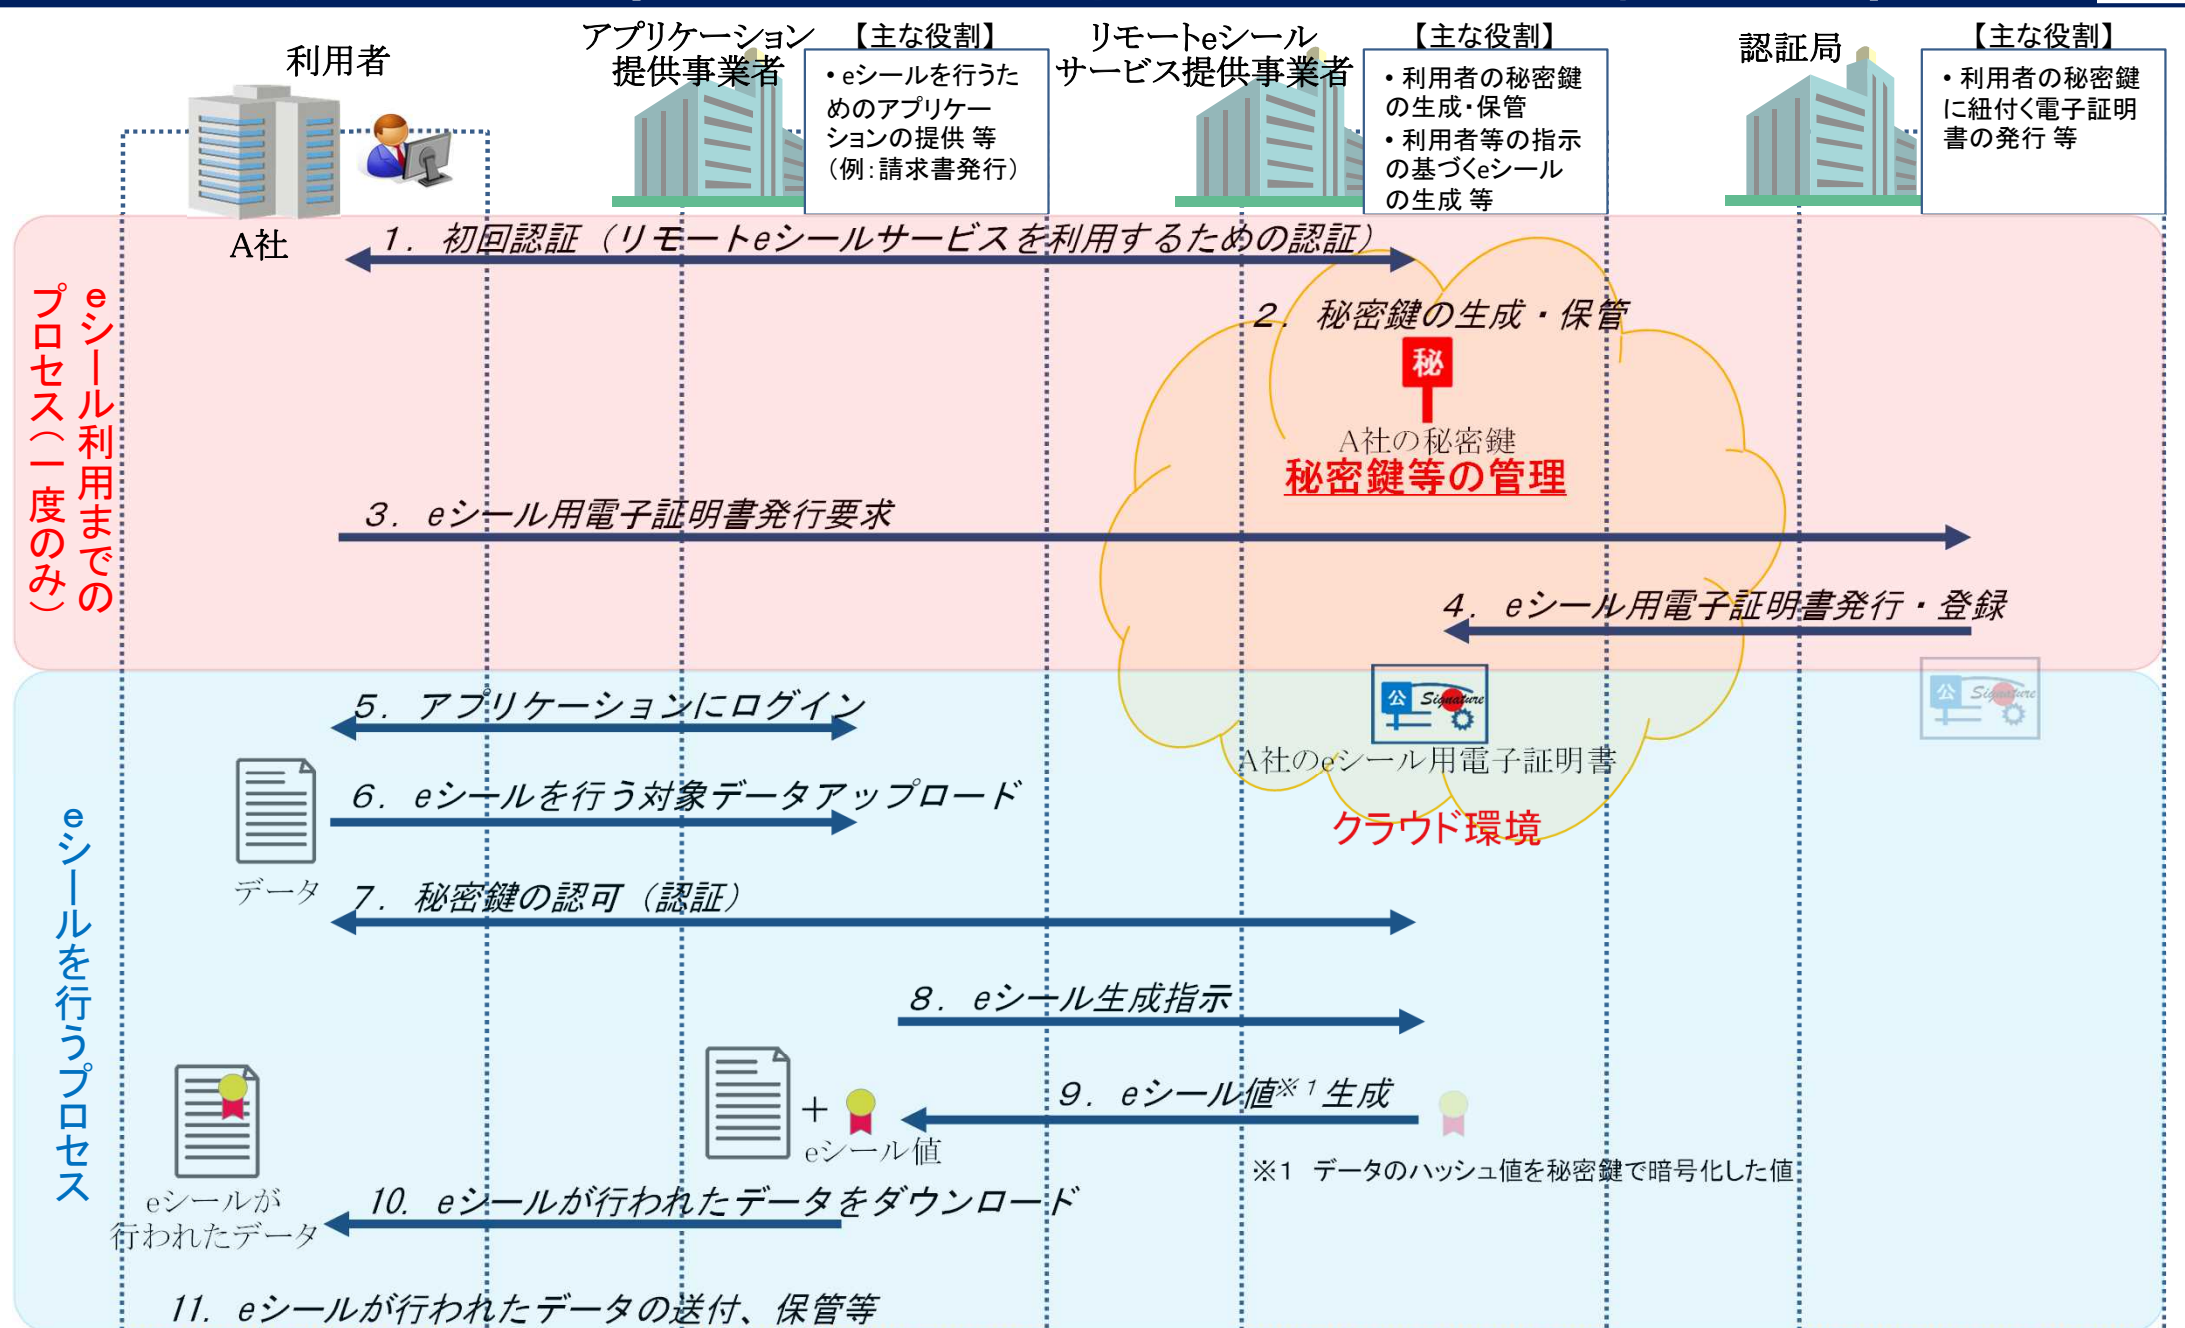 利用者
アプリケーション
提供事業者
【主な役割】
・eシールを行うた
めのアプリケー
ションの提供 等
（例：請求書発行）
リモートeシール
サービス提供事業者
【主な役割】
・利用者の秘密鍵
の生成・保管
・利用者等の指示
の基づくeシール
の生成 等
認証局
【主な役割】
・利用者の秘密鍵
に紐付く電子証明
書の発行 等
A社
eシール利用までの
プロセス（一度のみ）
1. 初回認証（リモートeシールサービスを利用するための認証）
2. 秘密鍵の生成・保管
秘
A社の秘密鍵
秘密鍵等の管理
3. eシール用電子証明書発行要求
4. eシール用電子証明書発行・登録
公 Signature
公 Signature
A社のeシール用電子証明書
クラウド環境
eシールを行うプロセス
5. アプリケーションにログイン
6. eシールを行う対象データアップロード
データ
7. 秘密鍵の認可（認証）
8. eシール生成指示
9. eシール値※1生成
+
eシール値
※1 データのハッシュ値を秘密鍵で暗号化した値
10. eシールが行われたデータをダウンロード
eシールが
行われたデータ
11. eシールが行われたデータの送付、保管等